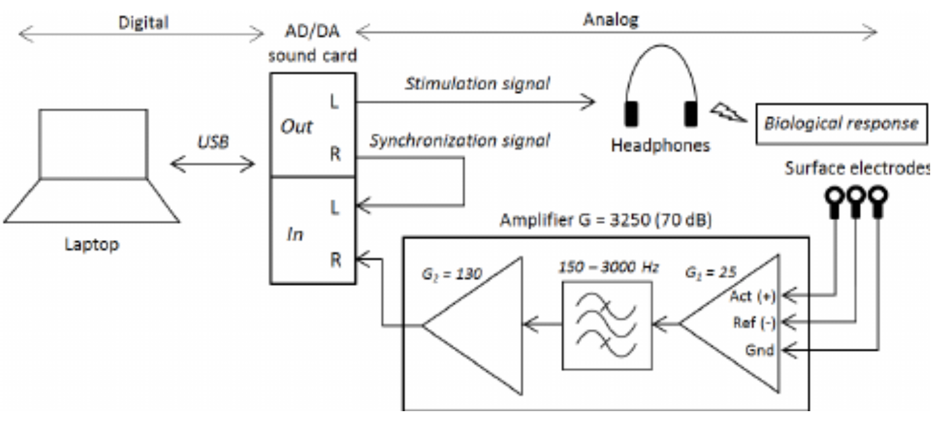 Digital
Analog
AD/DA
sound card
L
Stimulation signal
Out
Headphones
Biological response
USB
R
Synchronization signal
Surface electrodes
Laptop
L
In
R
Amplifier G = 3250 (70 dB)
G₂ = 130
150 – 3000 Hz
G₁ = 25
Act (+)
Ref (-)
Gnd